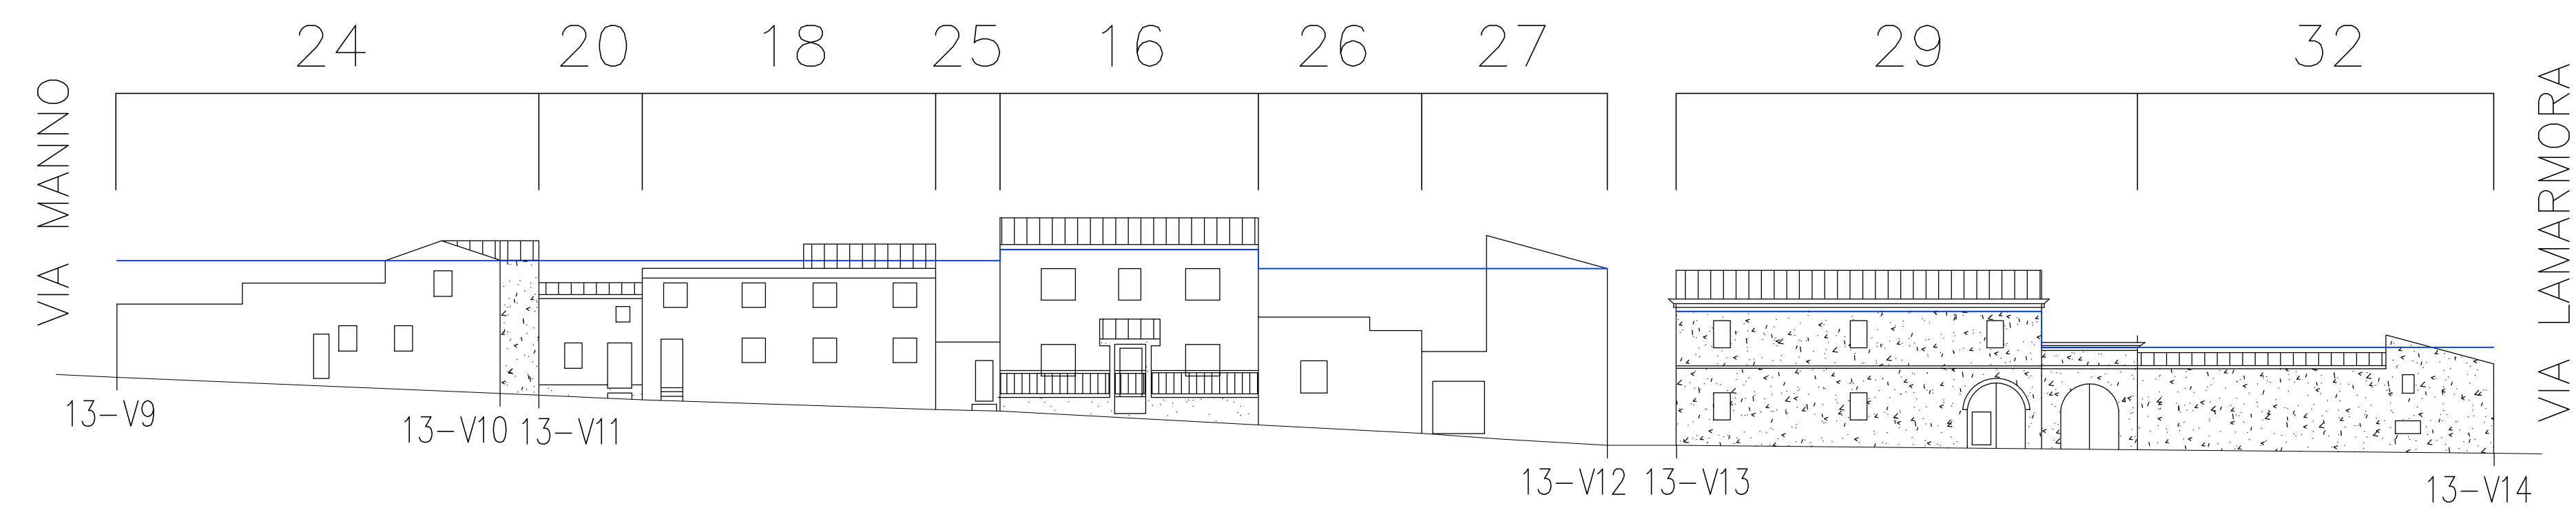 24 20 18 25 16 26 27 29 32
VIA MANNO
VIA LAMARMORA
13-V9
13-V10 13-V11
13-V12 13-V13
13-V14